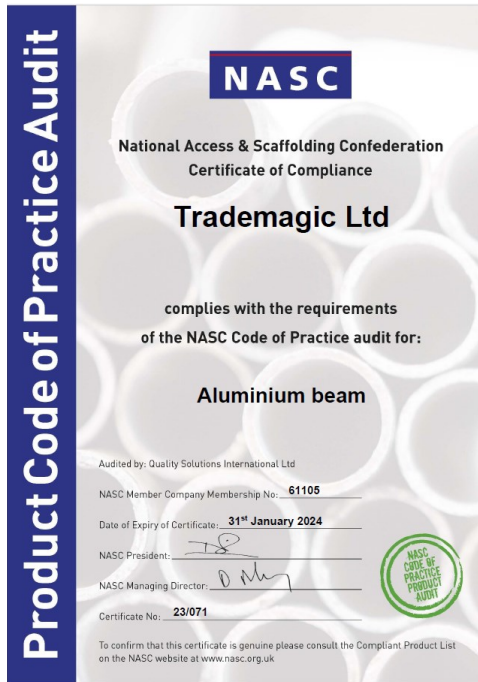 Product Code of Practice Audit
NASC
National Access & Scaffolding Confederation
Certificate of Compliance
Trademagic Ltd
complies with the requirements
of the NASC Code of Practice audit for:
Aluminium beam
Audited by: Quality Solutions International Ltd
NASC Member Company Membership No: 61105
Date of Expiry of Certificate: 31st January 2024
NASC President:
NASC Managing Director:
Certificate No: 23/071
NASC
CODE OF
PRACTICE
PRODUCT
AUDIT
To confirm that this certificate is genuine please consult the Compliant Product List
on the NASC website at www.nasc.org.uk